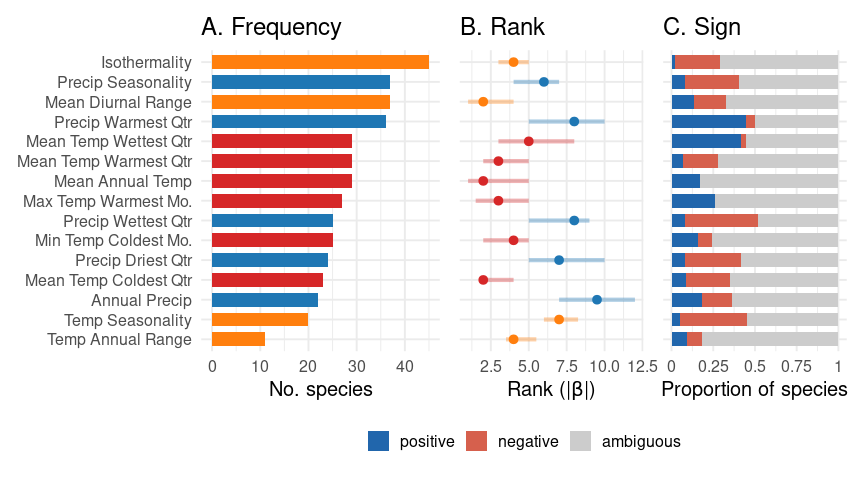 A. Frequency
B. Rank
C. Sign
Isothermality
Precip Seasonality
Mean Diurnal Range
Precip Warmest Qtr
Mean Temp Wettest Qtr
Mean Temp Warmest Qtr
Mean Annual Temp
Max Temp Warmest Mo.
Precip Wettest Qtr
Min Temp Coldest Mo.
Precip Driest Qtr
Mean Temp Coldest Qtr
Annual Precip
Temp Seasonality
Temp Annual Range
0 10 20 30 40
2.5 5.0 7.5 10.0 12.5
0 0.25 0.5 0.75 1
No. species
Rank (|β|)
Proportion of species
positive negative ambiguous